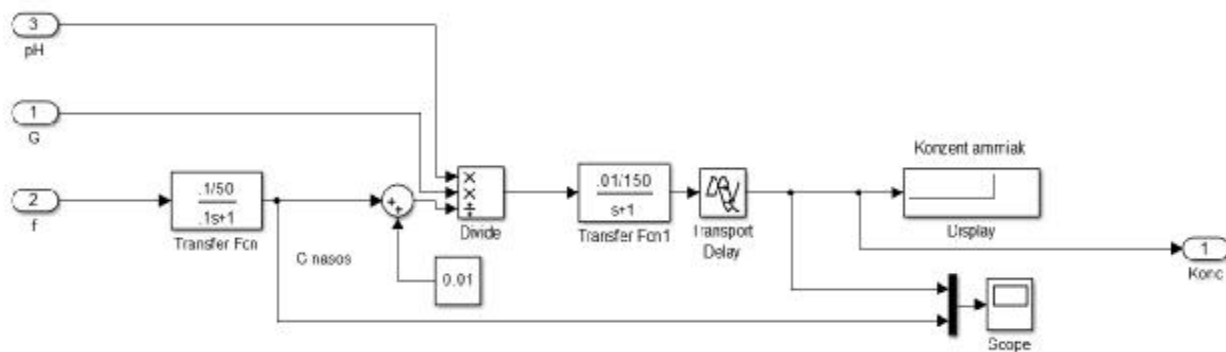 3
pH
1
G
2
f
.1/50
.1s+1
Transfer Fcn
G nasos
0.01
Divide
.01/150
s+1
Transfer Fcn1
Transport
Delay
Konzent ammiak
Display
1
Konc
Scope